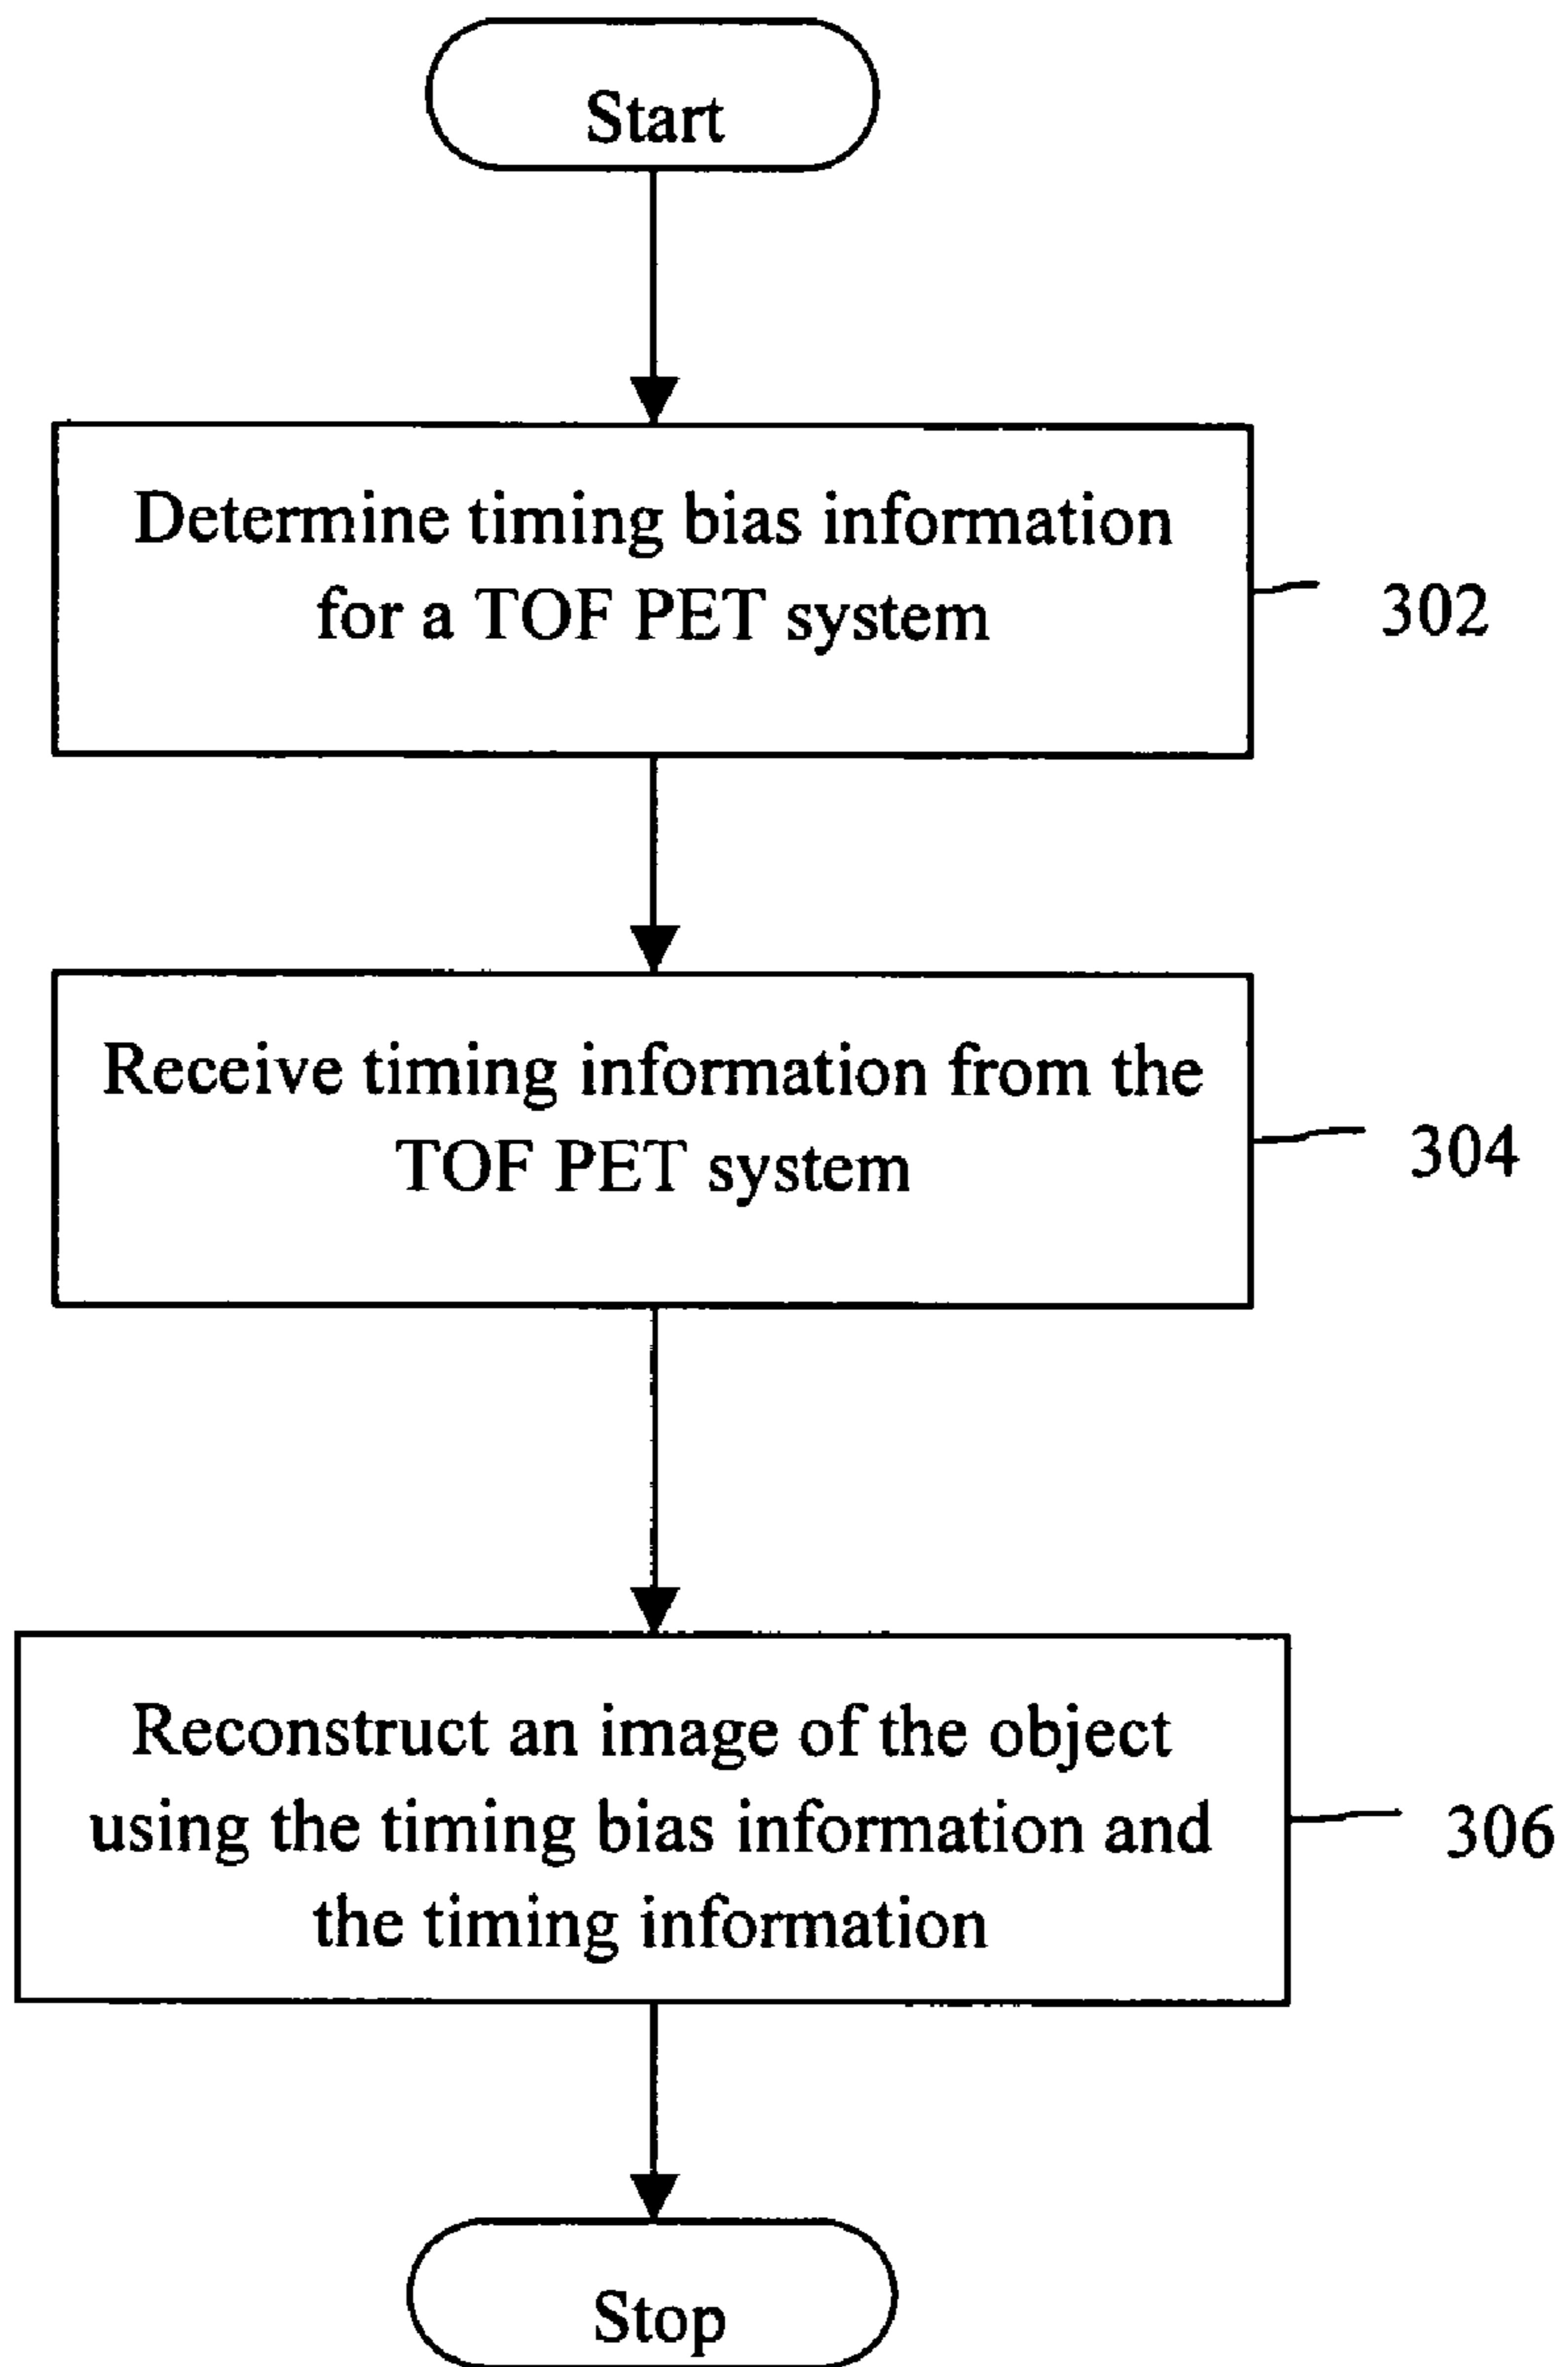 Start
Determine timing bias information
for a TOF PET system
302
Receive timing information from the
TOF PET system
304
Reconstruct an image of the object
using the timing bias information and
the timing information
306
Stop